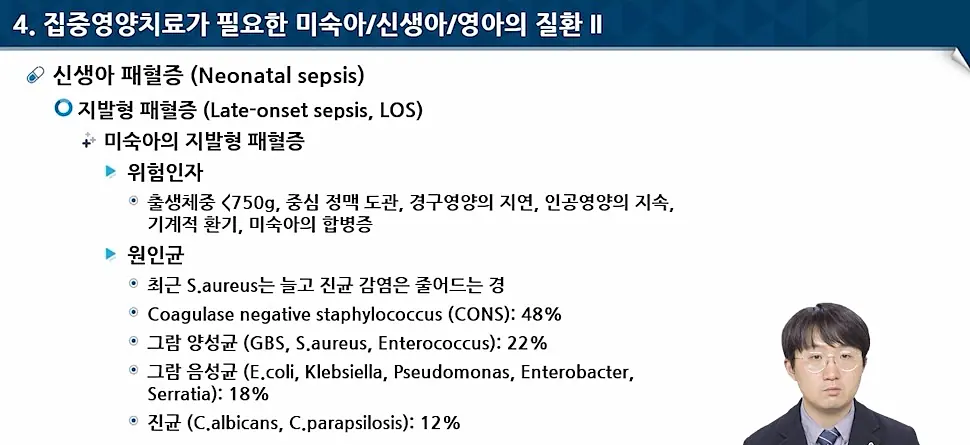 4. 집중영양치료가 필요한 미숙아/신생아/영아의 질환 II
신생아 패혈증 (Neonatal sepsis)
지발형 패혈증 (Late-onset sepsis, LOS)
미숙아의 지발형 패혈증
위험인자
출생체중 <750g, 중심 정맥 도관, 경구영양의 지연, 인공영양의 지속,
기계적 환기, 미숙아의 합병증
원인균
최근 S.aureus는 늘고 진균 감염은 줄어드는 경
Coagulase negative staphylococcus (CONS): 48%
그람 양성균 (GBS, S.aureus, Enterococcus): 22%
그람 음성균 (E.coli, Klebsiella, Pseudomonas, Enterobacter,
Serratia): 18%
진균 (C.albicans, C.parapsilosis): 12%